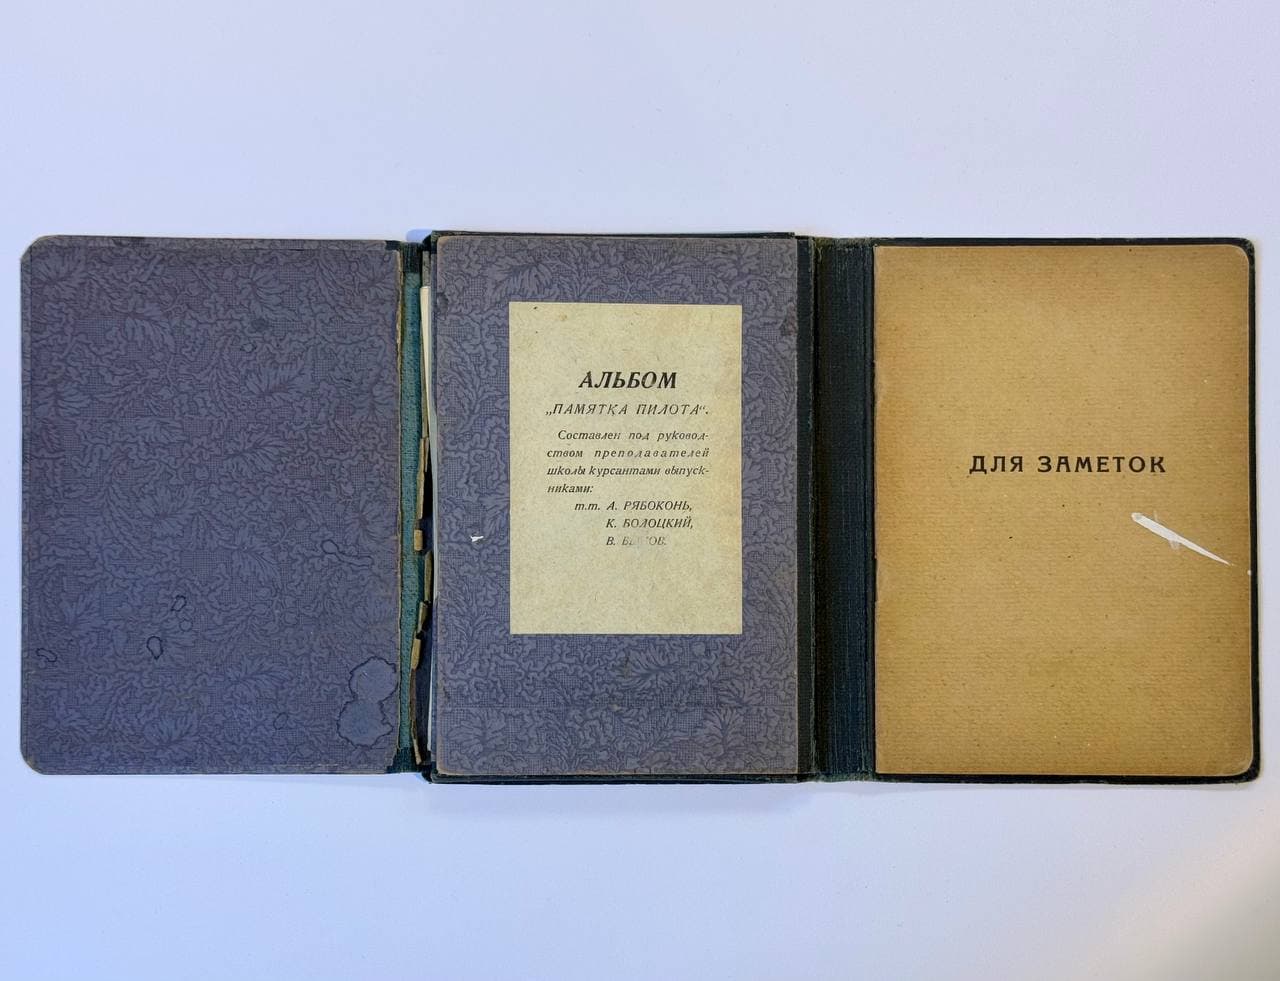 АЛЬБОМ
„ПАМЯТКА ПИЛОТА“.
Составлен под руковод-
ством преподавателей
школы курсантами выпуск-
никами:
т.т. А. РЯБОКОНЬ,
К. БОЛОЦКИЙ,
В.
ДЛЯ ЗАМЕТОК